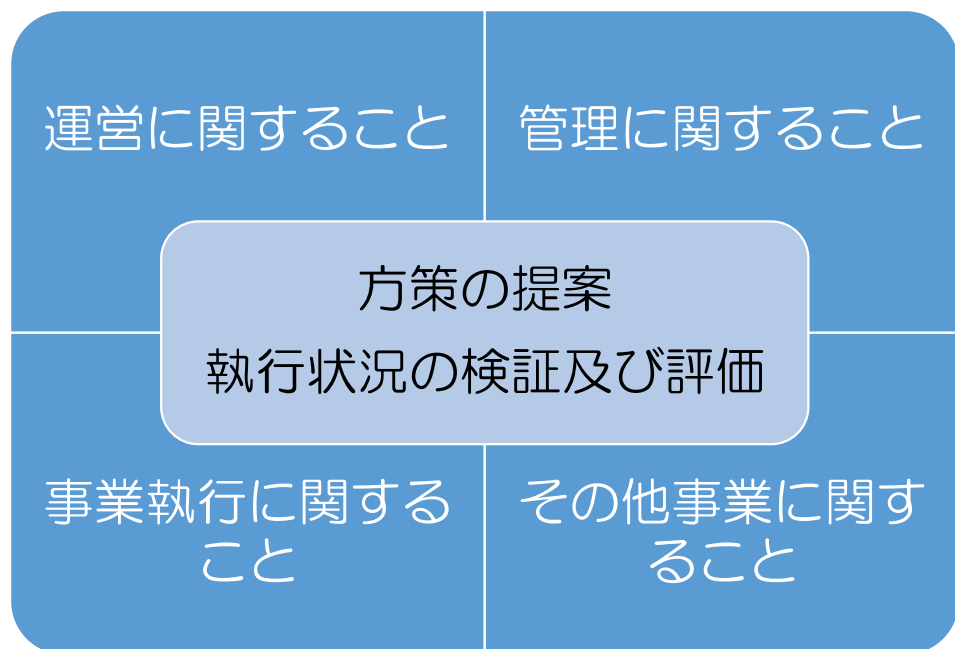 運営に関すること
管理に関すること
方策の提案
執行状況の検証及び評価
事業執行に関する
こと
その他事業に関す
ること